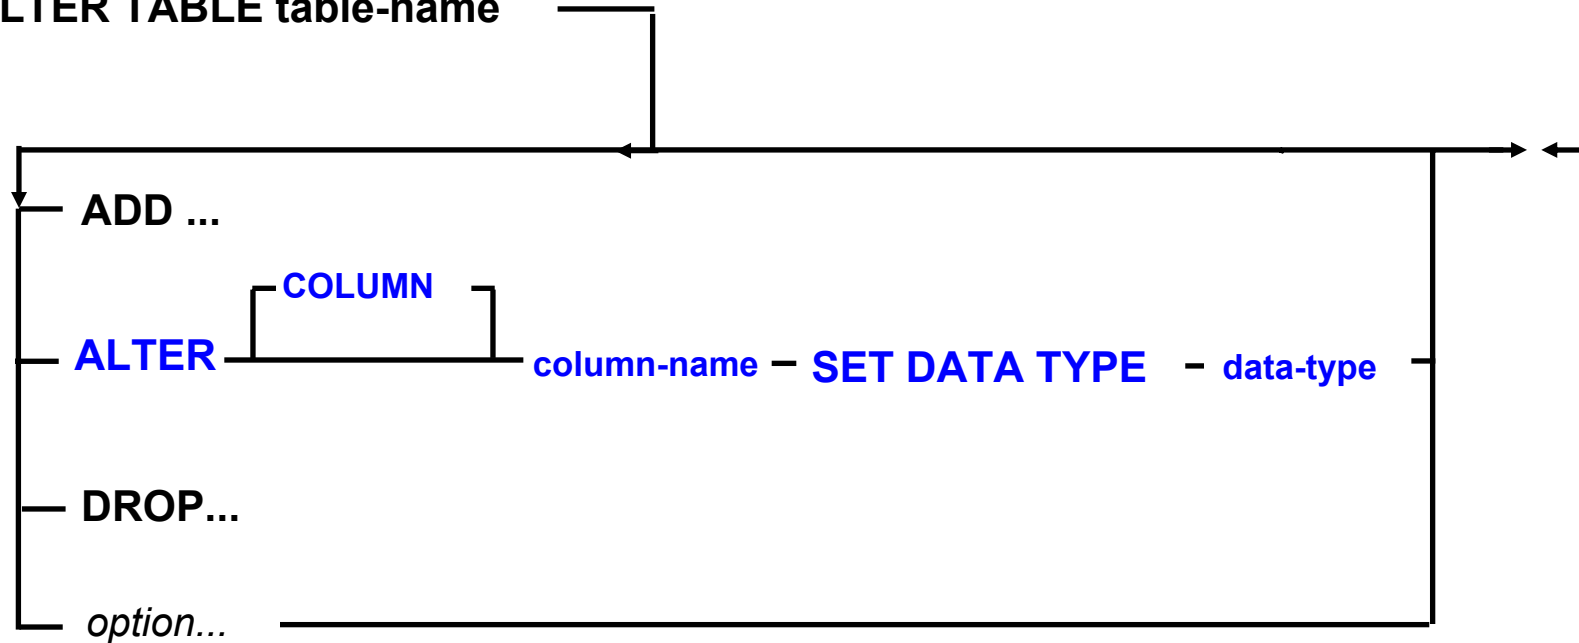 LTER TABLE table-name
ADD ...
COLUMN
ALTER column-name – SET DATA TYPE - data-type
DROP...
option...